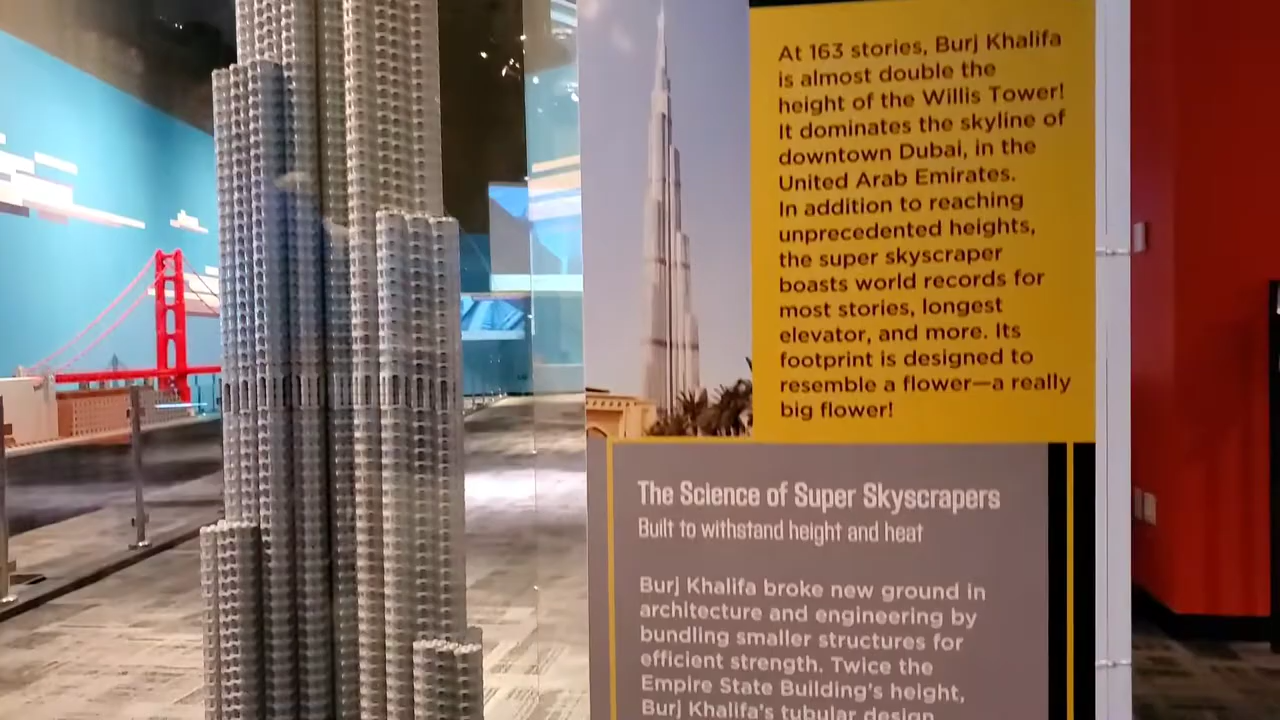 At 163 stories, Burj Khalifa
is almost double the
height of the Willis Tower!
It dominates the skyline of
downtown Dubai, in the
United Arab Emirates.
In addition to reaching
unprecedented heights,
the super skyscraper
boasts world records for
most stories, longest
elevator, and more. Its
footprint is designed to
resemble a flower—a really
big flower!
The Science of Super Skyscrapers
Built to withstand height and heat
Burj Khalifa broke new ground in
architecture and engineering by
bundling smaller structures for
efficient strength. Twice the
Empire State Building's height,
Burj Khalifa's tubular design